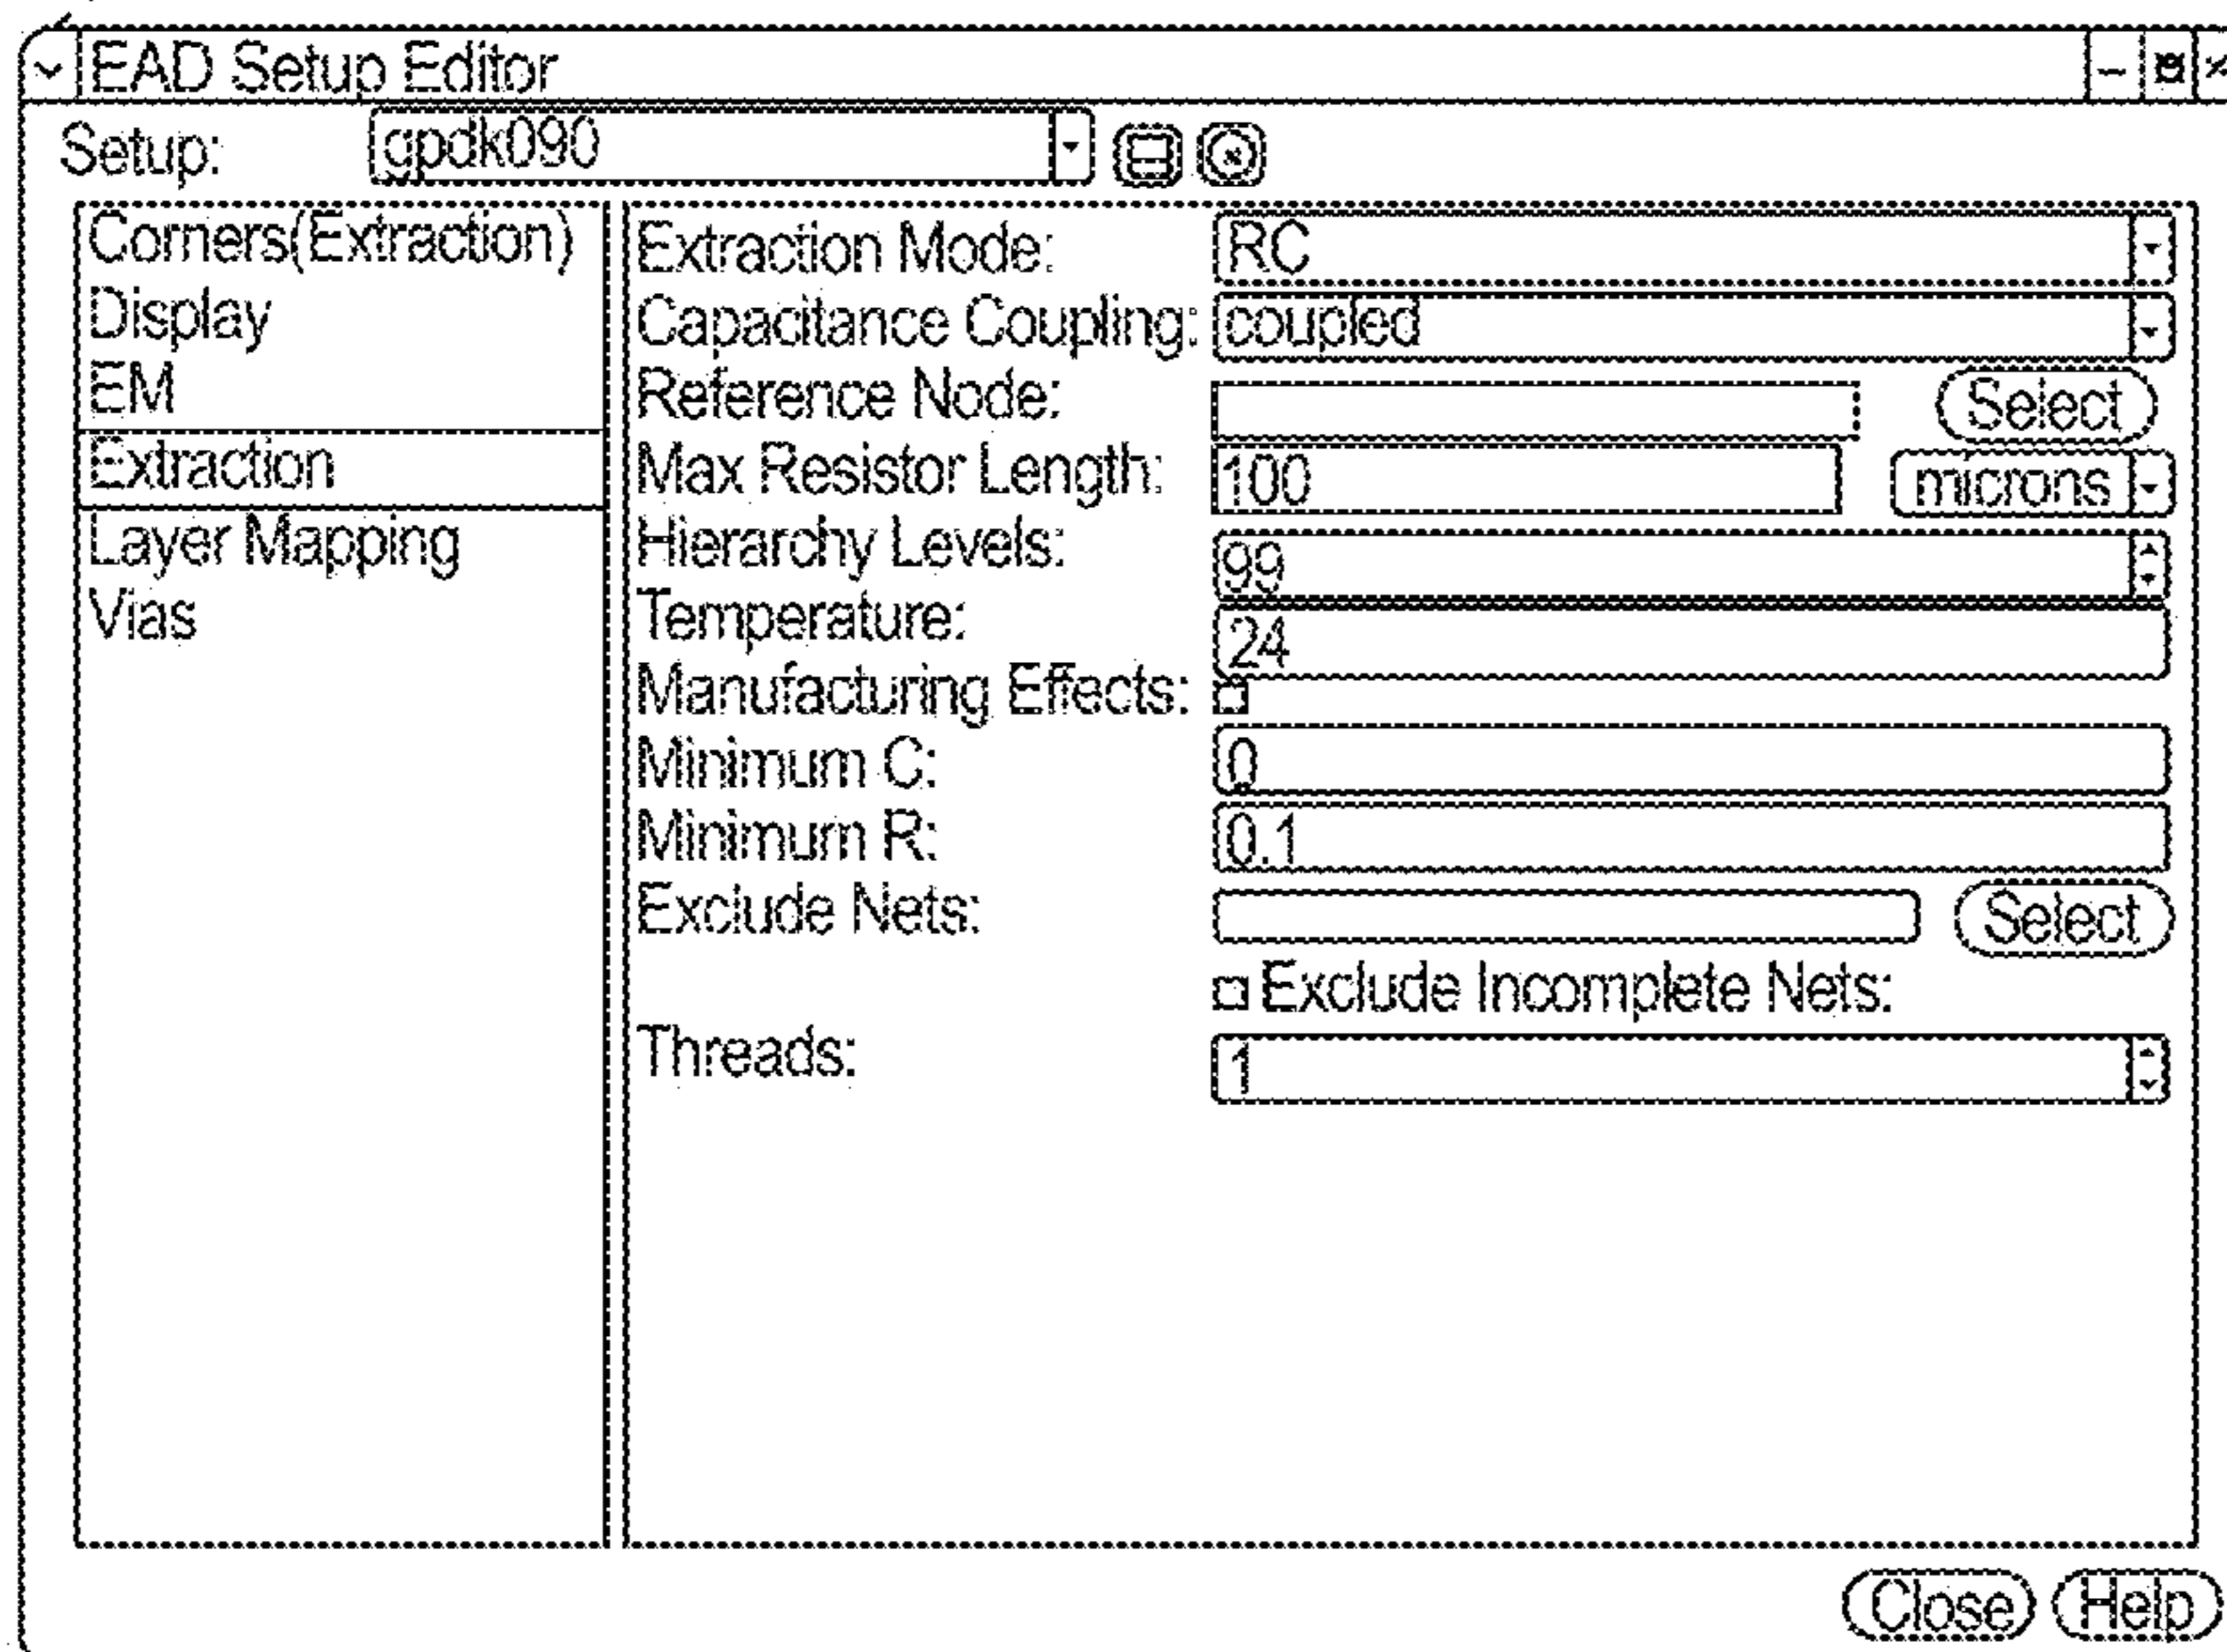 EAD Setup Editor
Setup: gpdk090
Corners(Extraction)
Display
EM
Extraction
Layer Mapping
Vias
Extraction Mode: RC
Capacitance Coupling: coupled
Reference Node: Select
Max Resistor Length: 100 microns
Hierarchy Levels: 99
Temperature: 24
Manufacturing Effects:
Minimum C: 0
Minimum R: 0.1
Exclude Nets: Select
Exclude Incomplete Nets:
Threads: 1
Close Help